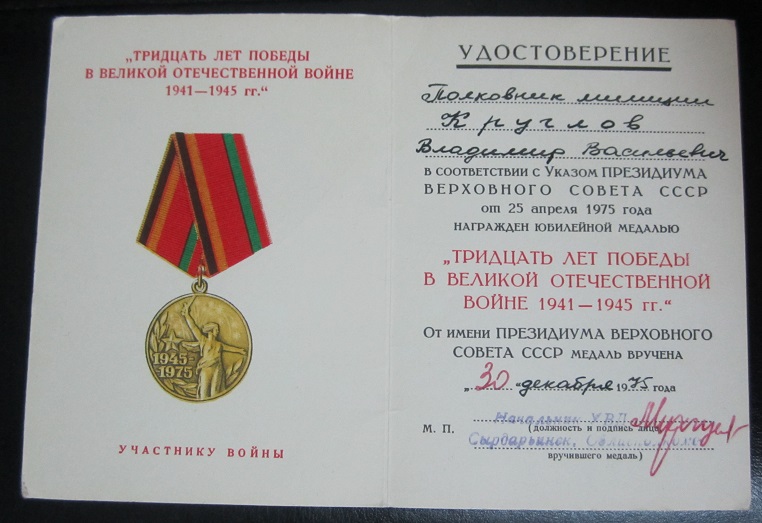 „ТРИДЦАТЬ ЛЕТ ПОБЕДЫ
В ВЕЛИКОЙ ОТЕЧЕСТВЕННОЙ ВОЙНЕ
1941—1945 гг.“
1945-
1975
УЧАСТНИКУ ВОЙНЫ
УДОСТОВЕРЕНИЕ
Полковник милиции
Круглов
Владимир Васильевич
В СООТВЕТСТВИИ С УКАЗОМ ПРЕЗИДИУМА
ВЕРХОВНОГО СОВЕТА СССР
от 25 апреля 1975 года
НАГРАЖДЕН ЮБИЛЕЙНОЙ МЕДАЛЬЮ
„ТРИДЦАТЬ ЛЕТ ПОБЕДЫ
В ВЕЛИКОЙ ОТЕЧЕСТВЕННОЙ
ВОЙНЕ 1941—1945 гг.“
От имени ПРЕЗИДИУМА ВЕРХОВНОГО
СОВЕТА СССР МЕДАЛЬ ВРУЧЕНА
„30“ декабря 1975 года
Начальник УВД
М. П. (должность и подпись лица,
Сырдарьинск. Облисполкома
вручившего медаль)